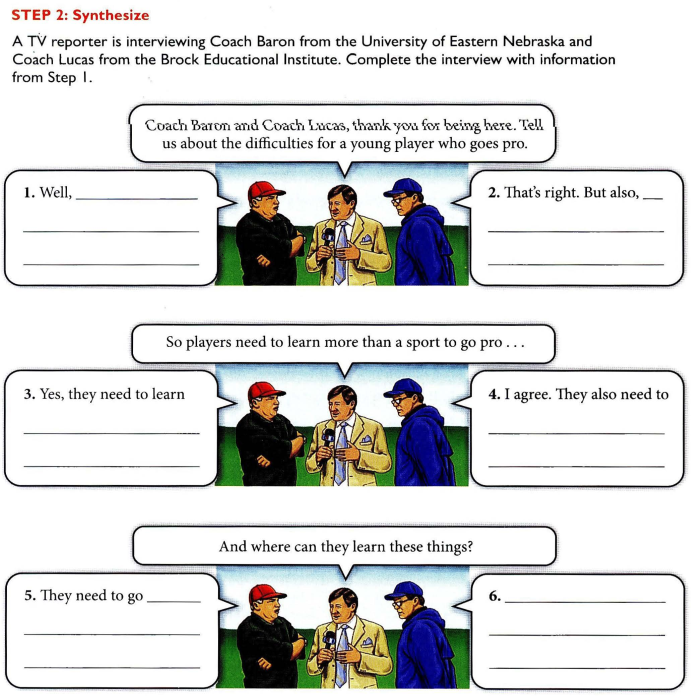 STEP 2: Synthesize
A TV reporter is interviewing Coach Baron from the University of Eastern Nebraska and
Coach Lucas from the Brock Educational Institute. Complete the interview with information
from Step 1.
Coach Baron and Coach Lucas, thank you for being here. Tell
us about the difficulties for a young player who goes pro.
1. Well,
2. That's right. But also,
So players need to learn more than a sport to go pro . . .
3. Yes, they need to learn
4. I agree. They also need to
And where can they learn these things?
5. They need to go
6.